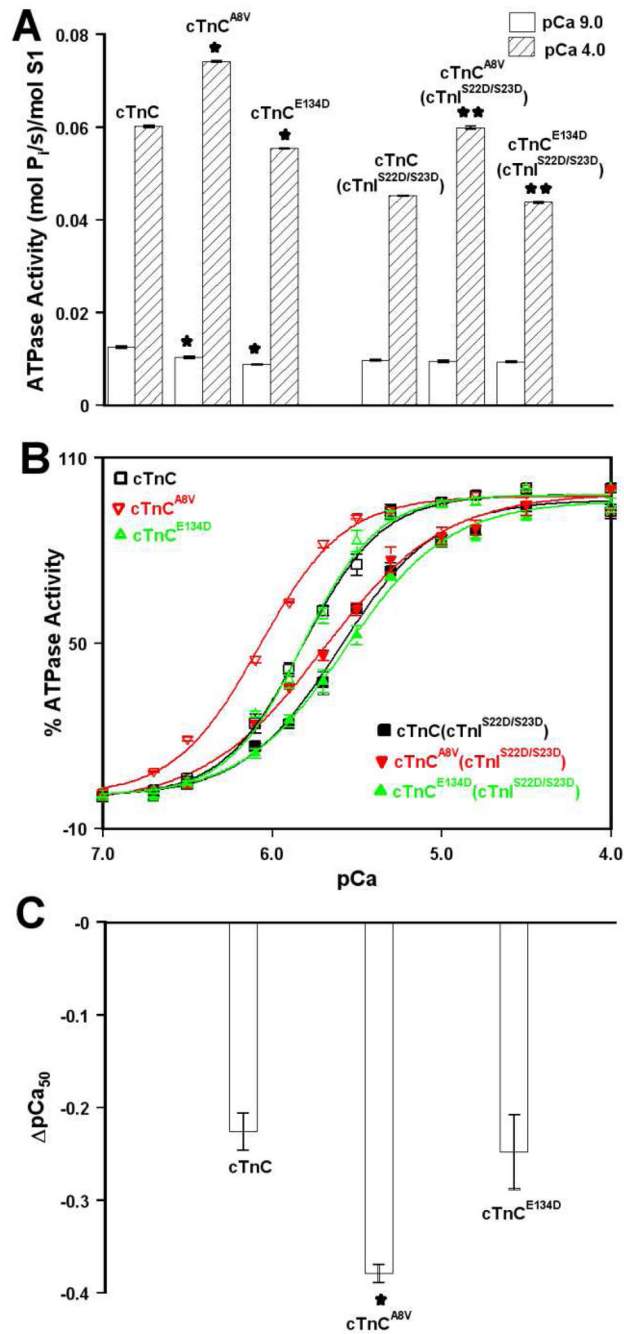 A
ATPase Activity (mol Pi/s)/mol S1
0.08
0.06
0.04
0.02
0
pCa 9.0
pCa 4.0
cTnC
cTnC^A8V
★
cTnC^E134D
★
★
★
cTnC
(cTnI^S22D/S23D)
cTnC^A8V
(cTnI^S22D/S23D)
★★
cTnC^E134D
(cTnI^S22D/S23D)
★★
B
% ATPase Activity
110
50
-10
cTnC
cTnC^A8V
cTnC^E134D
cTnC(cTnI^S22D/S23D)
cTnC^A8V(cTnI^S22D/S23D)
cTnC^E134D(cTnI^S22D/S23D)
7.0 6.0 5.0 4.0
pCa
C
ΔpCa50
-0
-0.1
-0.2
-0.3
-0.4
cTnC
★
cTnC^A8V
cTnC^E134D